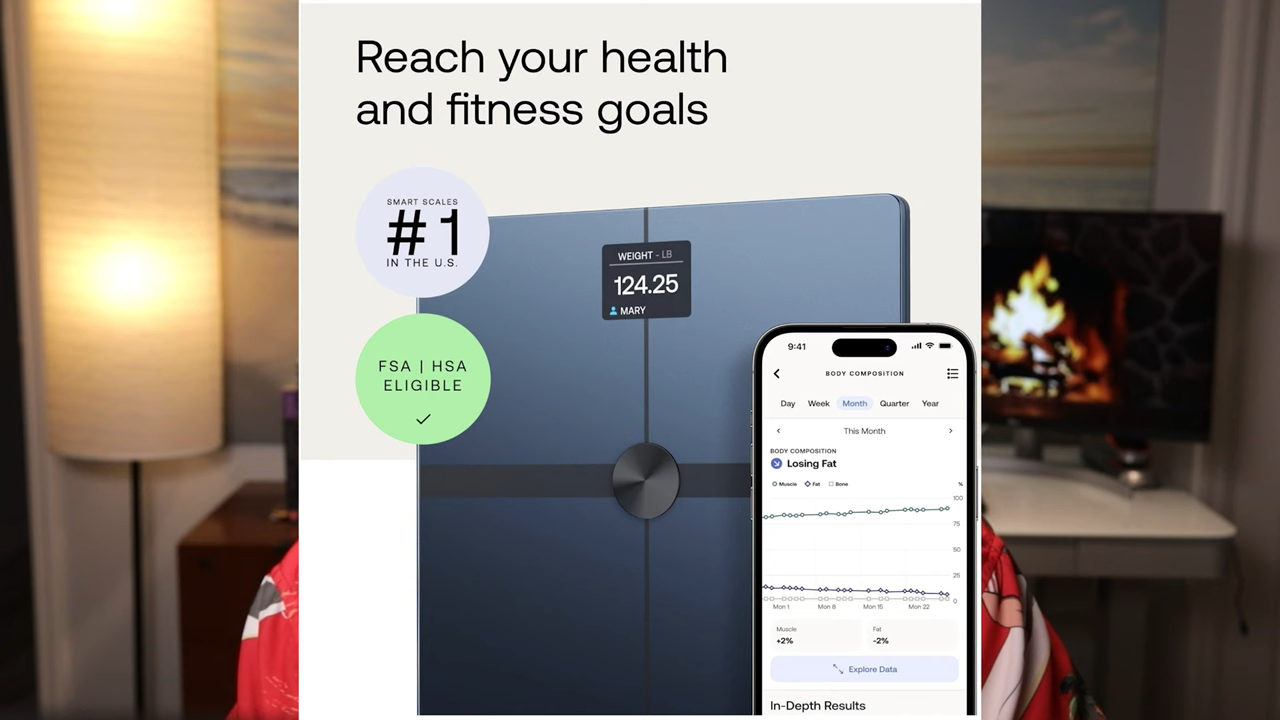 Reach your health
and fitness goals
SMART SCALES
#1
IN THE U.S.
FSA | HSA
ELIGIBLE
WEIGHT - LB
124.25
MARY
9:41
BODY COMPOSITION
Day Week Month Quarter Year
This Month
BODY COMPOSITION
Losing Fat
Muscle Fat Bone %
100
75
50
25
0
Mon 1 Mon 8 Mon 15 Mon 22
Muscle Fat
+2% -2%
Explore Data
In-Depth Results